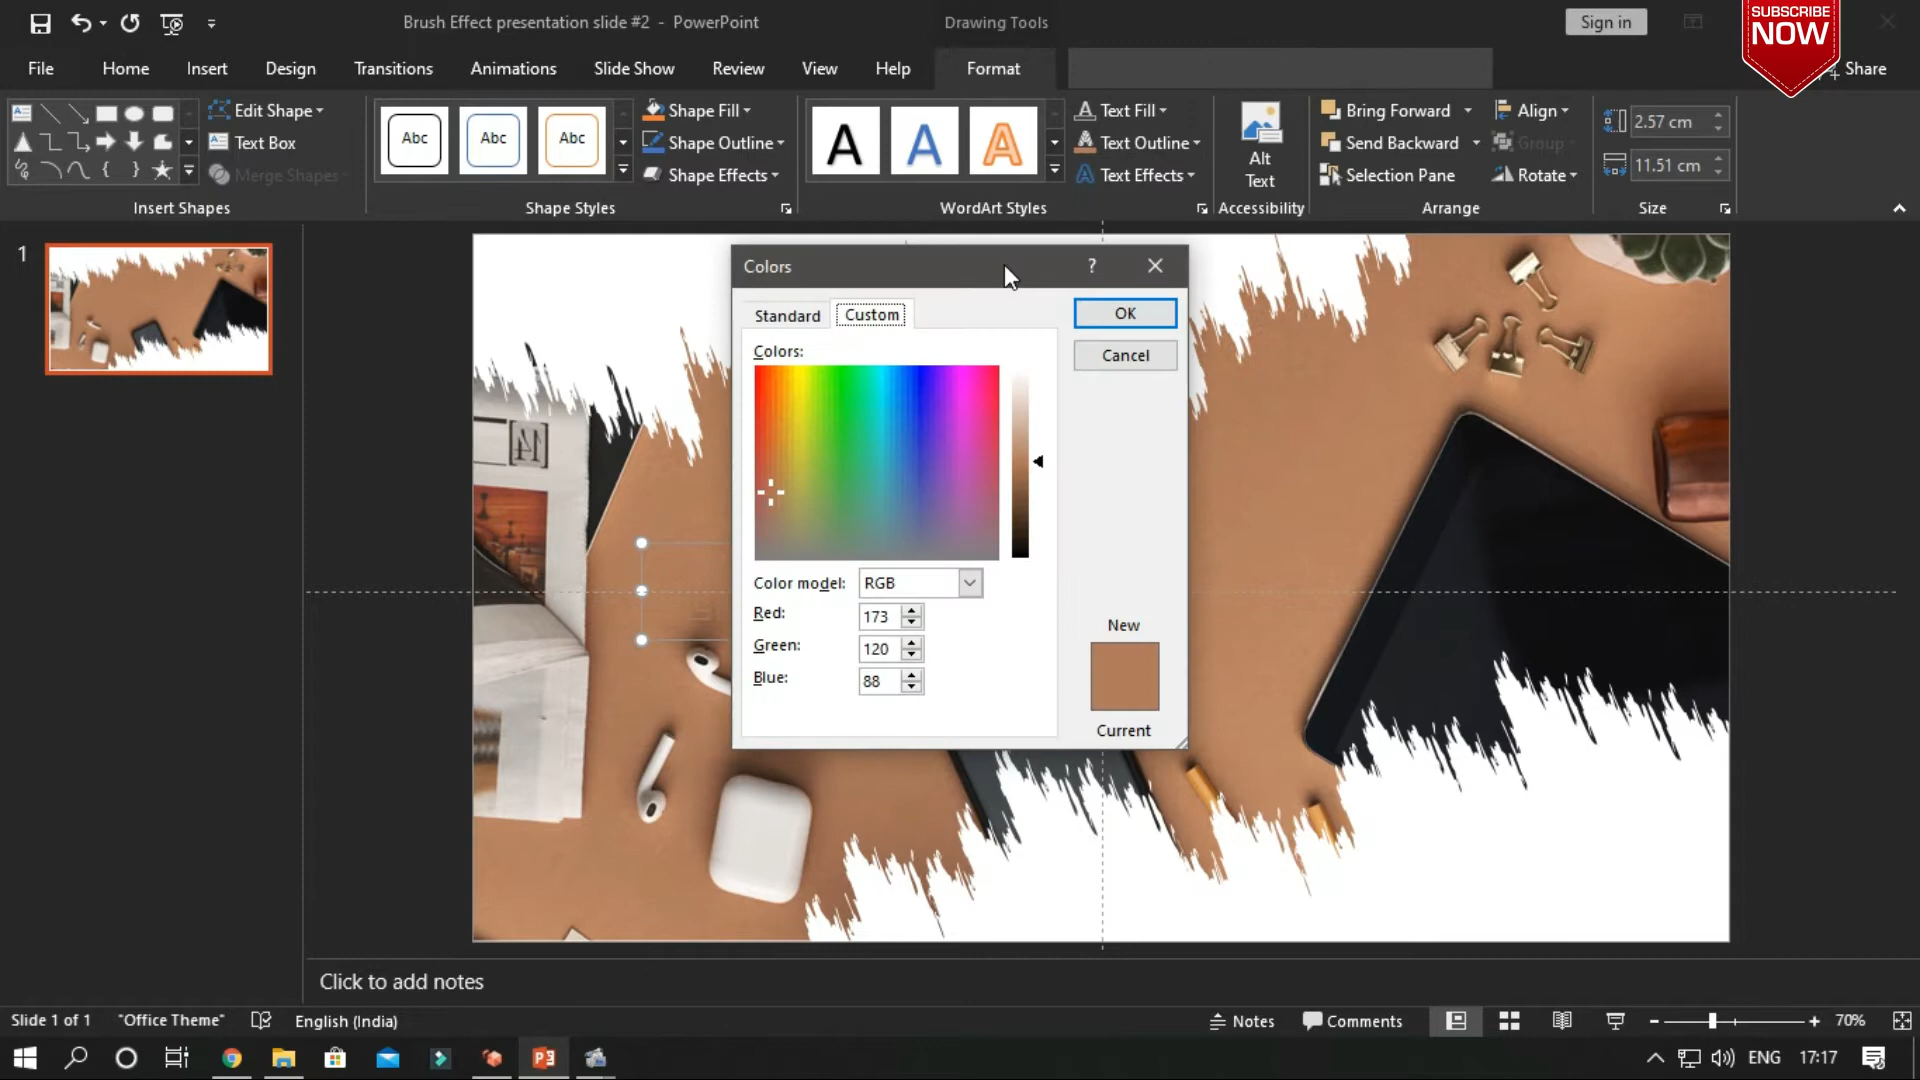 Brush Effect presentation slide #2 - PowerPoint
Drawing Tools
Sign in
SUBSCRIBE
NOW
File
Home
Insert
Design
Transitions
Animations
Slide Show
Review
View
Help
Format
Share
Edit Shape
Text Box
Merge Shapes
Insert Shapes
Abc
Abc
Abc
Shape Fill
Shape Outline
Shape Effects
Shape Styles
A
A
A
Text Fill
Text Outline
Text Effects
WordArt Styles
Alt
Text
Accessibility
Bring Forward
Send Backward
Selection Pane
Align
Group
Rotate
Arrange
2.57 cm
11.51 cm
Size
1
Colors
?
Standard
Custom
OK
Cancel
Colors:
Color model:
RGB
Red:
173
Green:
120
Blue:
88
New
Current
14
Click to add notes
Slide 1 of 1
"Office Theme"
English (India)
Notes
Comments
70%
ENG
17:17